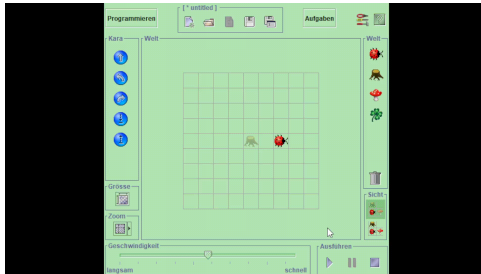 [* untitled ]
Programmieren
Aufgaben
Kara
Welt
Welt
Grösse
Zoom
Sicht
Geschwindigkeit
Ausführen
langsam
schnell